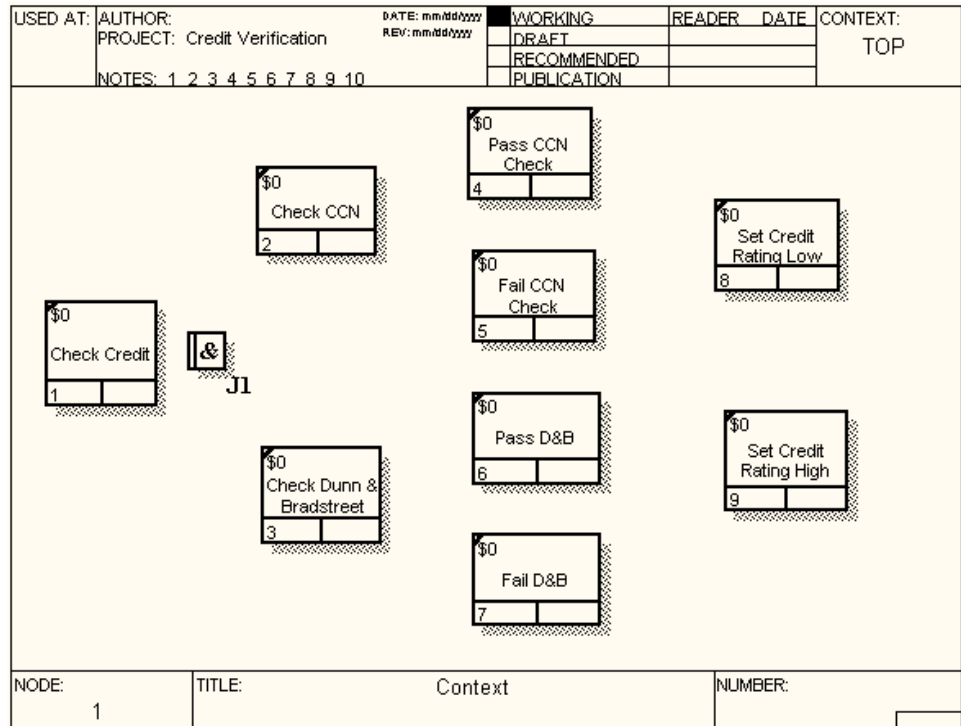 USED AT:
AUTHOR:
PROJECT: Credit Verification
NOTES: 1 2 3 4 5 6 7 8 9 10
DATE: mm/dd/yyyy
REV: mm/dd/yyyy
WORKING
DRAFT
RECOMMENDED
PUBLICATION
READER DATE
CONTEXT:
TOP
$0
Pass CCN
Check
4
$0
Check CCN
2
$0
Set Credit
Rating Low
8
$0
Fail CCN
Check
5
$0
Check Credit
1
&
J1
$0
Pass D&B
6
$0
Set Credit
Rating High
9
$0
Check Dunn &
Bradstreet
3
$0
Fail D&B
7
NODE:
1
TITLE:
Context
NUMBER: